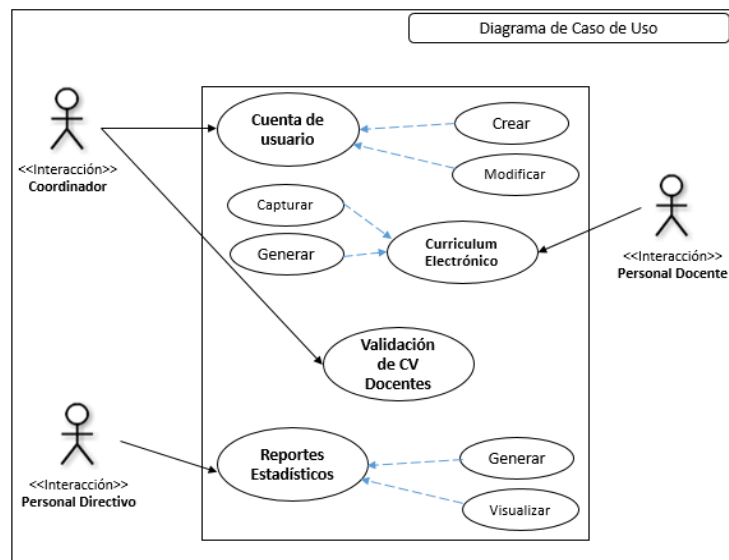 Diagrama de Caso de Uso
Cuenta de
usuario
Crear
Modificar
<<Interacción>>
Coordinador
Capturar
Generar
Curriculum
Electrónico
<<Interacción>>
Personal Docente
Validación
de CV
Docentes
Reportes
Estadísticos
Generar
Visualizar
<<Interacción>>
Personal Directivo